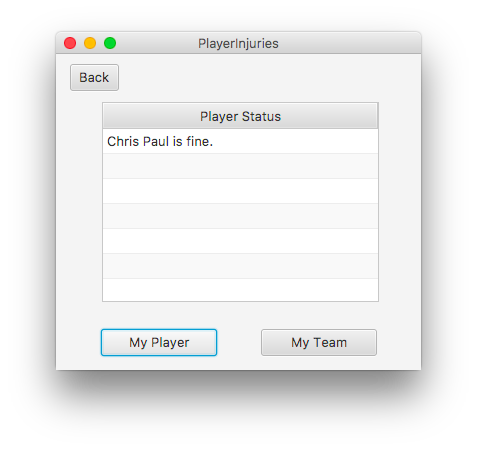 PlayerInjuries
Back
Player Status
Chris Paul is fine.
My Player
My Team